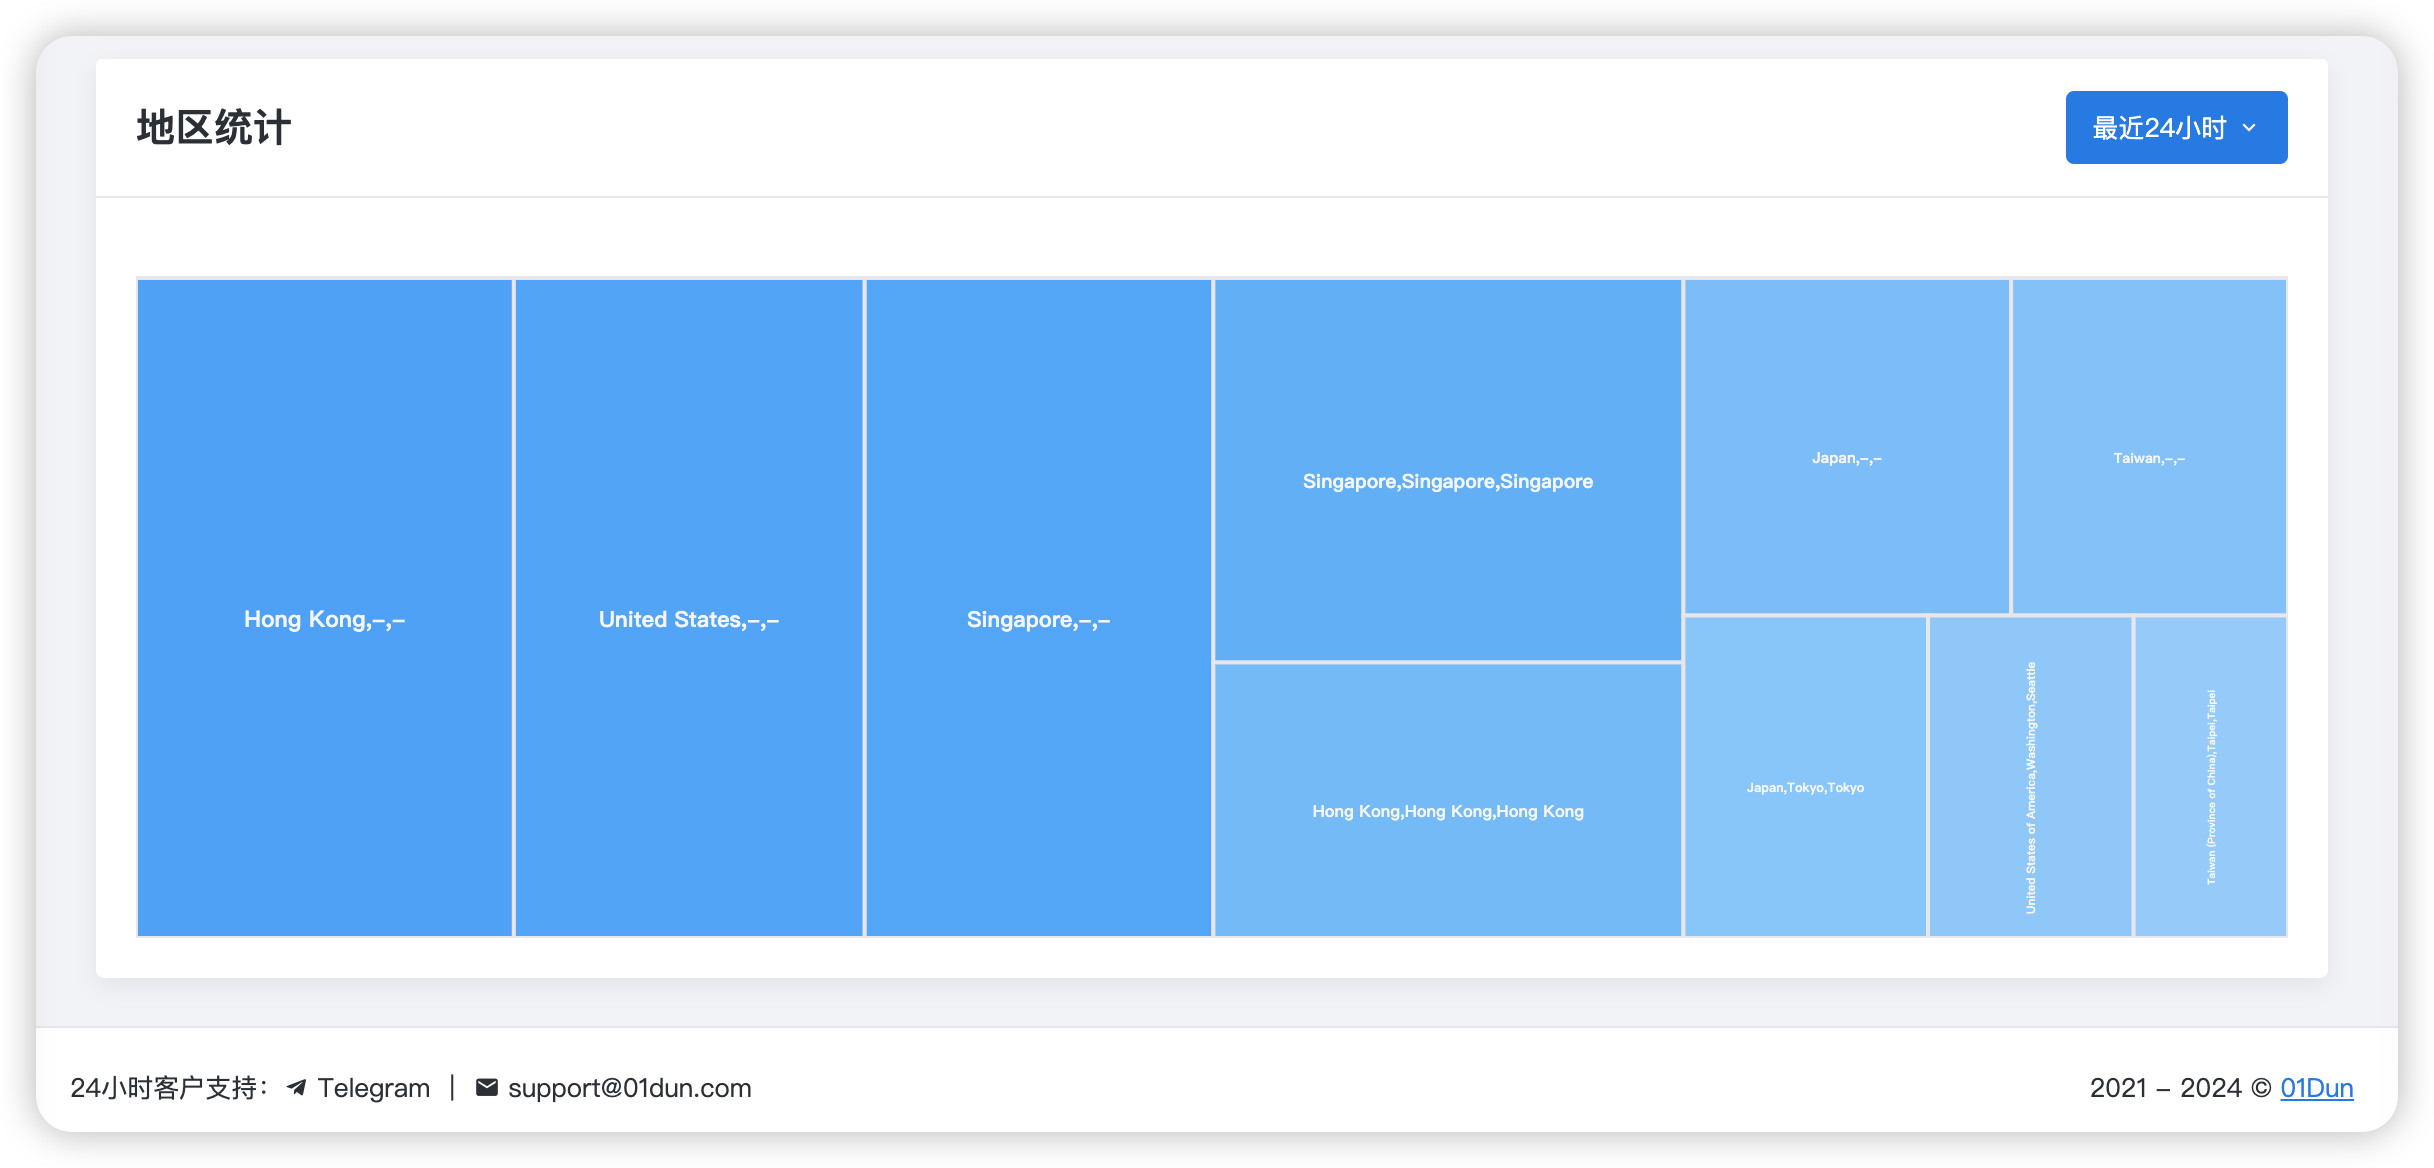 地区统计
最近24小时
Hong Kong,-,-
United States,-,-
Singapore,-,-
Singapore,Singapore,Singapore
Hong Kong,Hong Kong,Hong Kong
Japan,-,-
Taiwan,-,-
Japan,Tokyo,Tokyo
United States of America,Washington,Seattle
Taiwan (Province of China),Taipei,Taipei
24小时客户支持： Telegram | support@01dun.com
2021 – 2024 © 01Dun